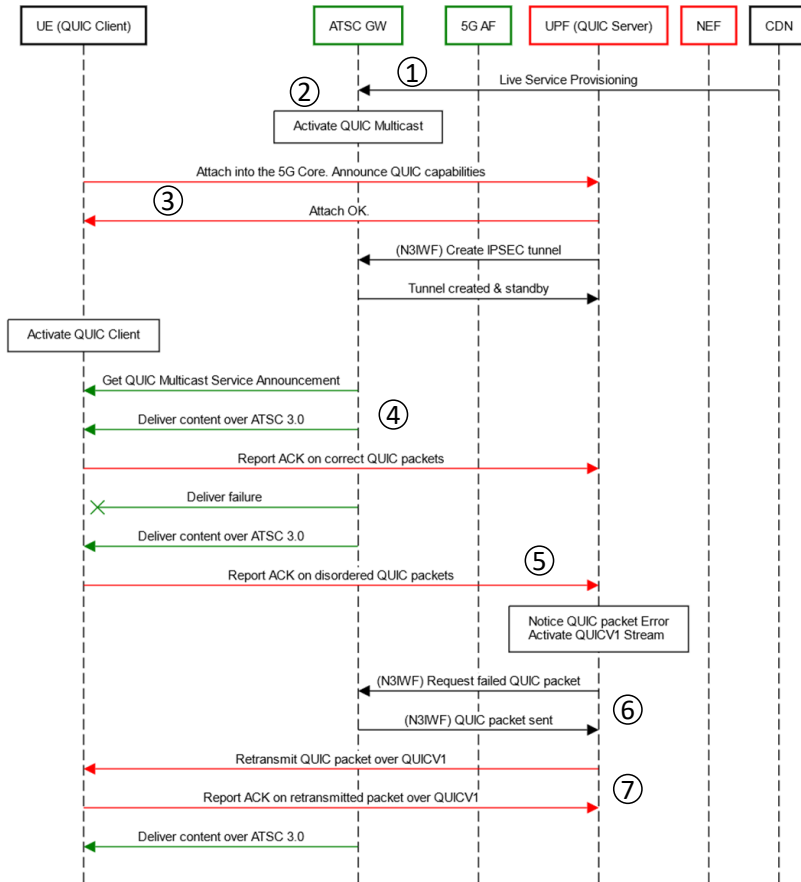 UE (QUIC Client)
ATSC GW
5G AF
UPF (QUIC Server)
NEF
CDN
①
Live Service Provisioning
②
Activate QUIC Multicast
Attach into the 5G Core. Announce QUIC capabilities
③
Attach OK.
(N3IWF) Create IPSEC tunnel
Tunnel created & standby
Activate QUIC Client
Get QUIC Multicast Service Announcement
④
Deliver content over ATSC 3.0
Report ACK on correct QUIC packets
Deliver failure
Deliver content over ATSC 3.0
⑤
Report ACK on disordered QUIC packets
Notice QUIC packet Error
Activate QUICV1 Stream
(N3IWF) Request failed QUIC packet
⑥
(N3IWF) QUIC packet sent
Retransmit QUIC packet over QUICV1
⑦
Report ACK on retransmitted packet over QUICV1
Deliver content over ATSC 3.0